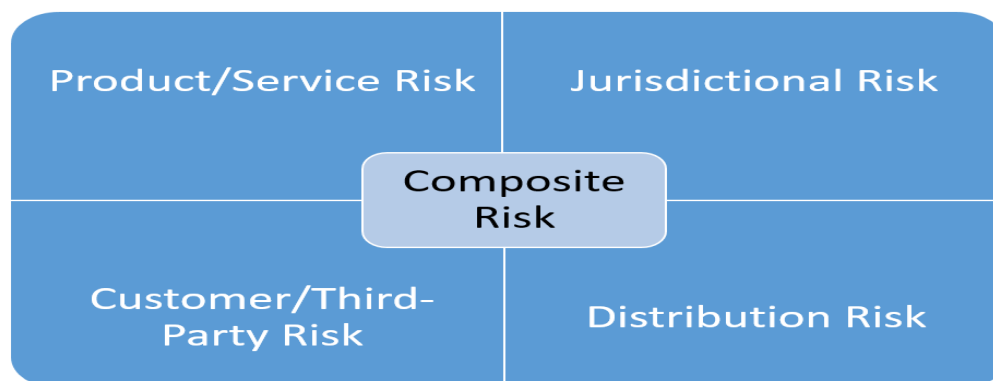 Product/Service Risk
Jurisdictional Risk
Composite
Risk
Customer/Third-
Party Risk
Distribution Risk